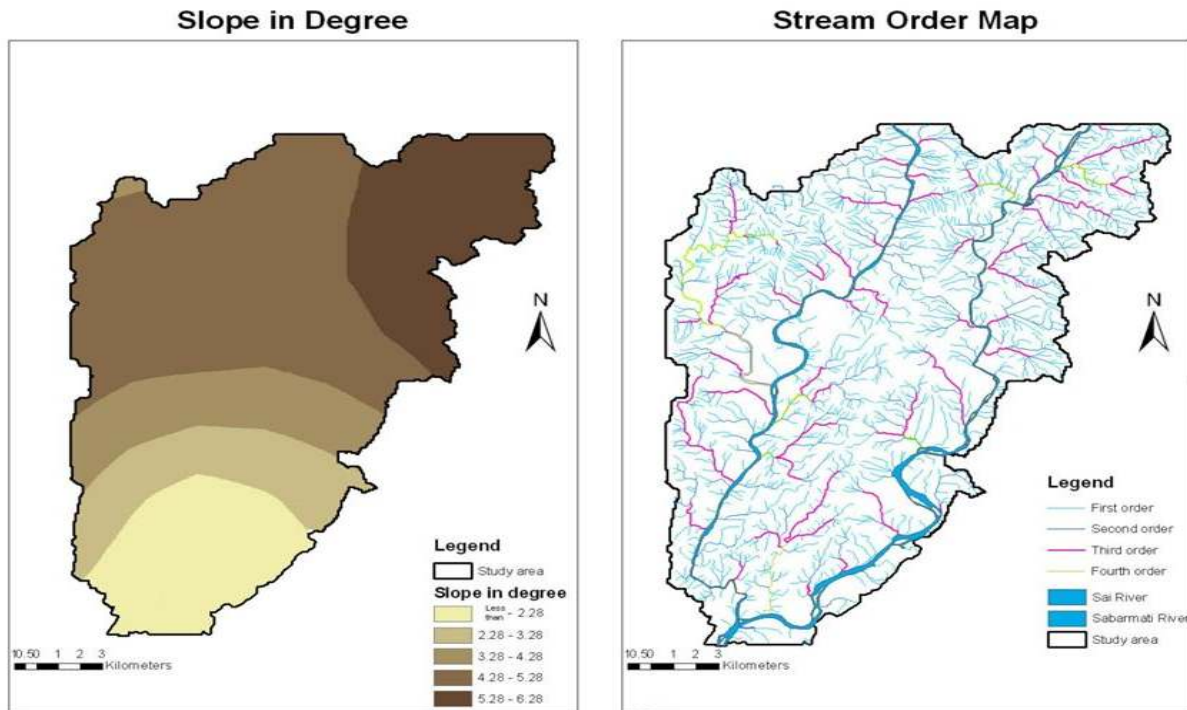 Slope in Degree
N
Legend
Study area
Slope in degree
Less than - 2.28
2.28 - 3.28
3.28 - 4.28
4.28 - 5.28
5.28 - 6.28
10.50 1 2 3
Kilometers
Stream Order Map
N
Legend
First order
Second order
Third order
Fourth order
Sai River
Sabarmati River
Study area
10.50 1 2 3
Kilometers